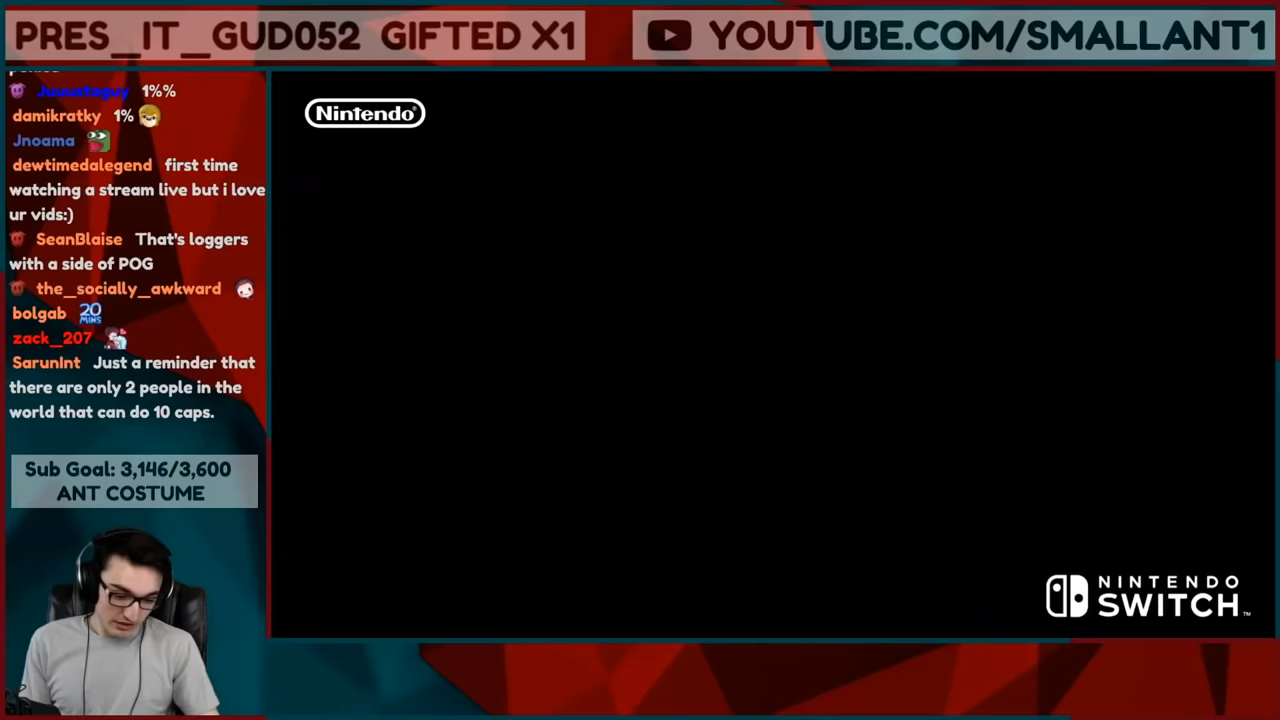 PRES_IT_GUD052 GIFTED X1
YOUTUBE.COM/SMALLANT1
Juuustaguy 1%%
damikratky 1%
Jnoama
dewtimedalegend first time
watching a stream live but i love
ur vids:)
SeanBlaise That's loggers
with a side of POG
the_socially_awkward
bolgab 20 MINS
zack_207
SarunInt Just a reminder that
there are only 2 people in the
world that can do 10 caps.
Sub Goal: 3,146/3,600
ANT COSTUME
Nintendo®
NINTENDO
SWITCH™